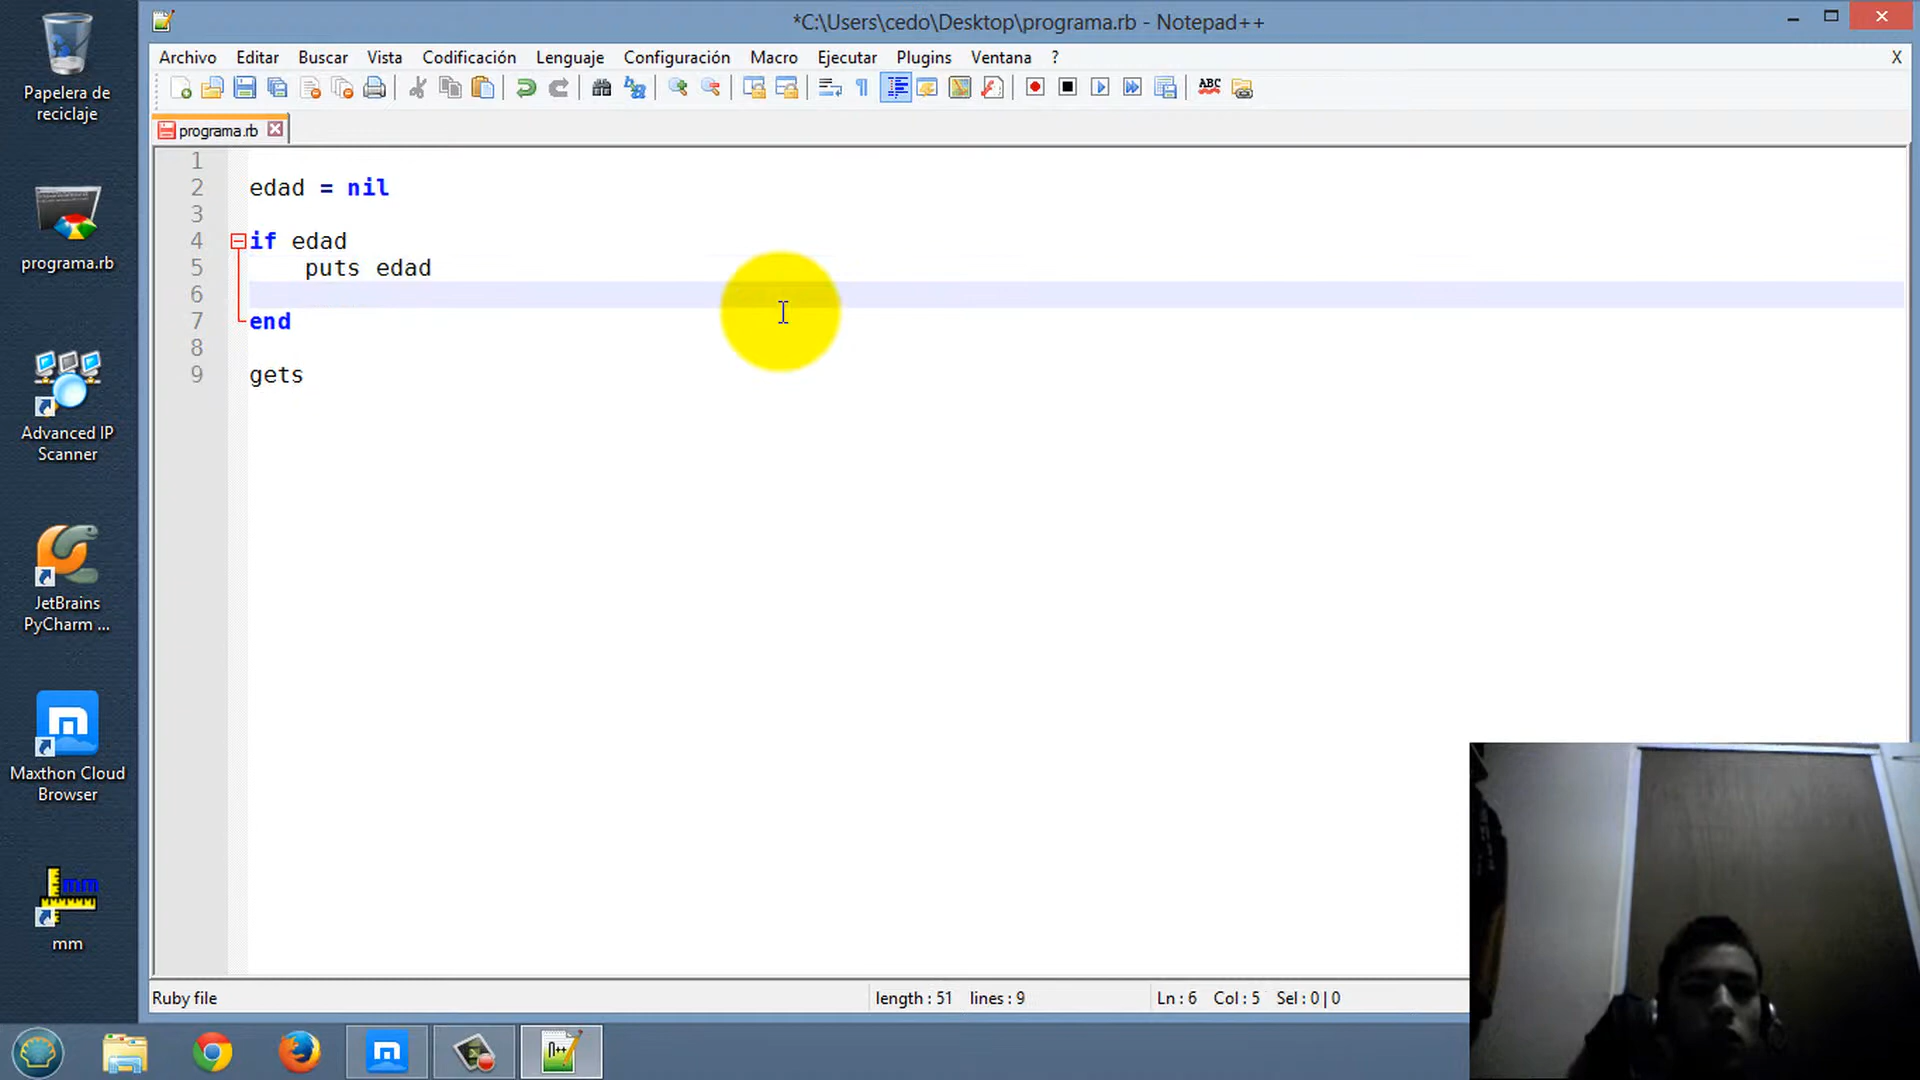 *C:\Users\cedo\Desktop\programa.rb - Notepad++
Archivo Editar Buscar Vista Codificación Lenguaje Configuración Macro Ejecutar Plugins Ventana ? X
ABC
programa.rb
1
2 edad = nil
3
4 if edad
5 puts edad
6
7 end
8
9 gets
Ruby file length : 51 lines : 9 Ln : 6 Col : 5 Sel : 0 | 0
Papelera de
reciclaje
programa.rb
Advanced IP
Scanner
JetBrains
PyCharm ...
Maxthon Cloud
Browser
mm
mm